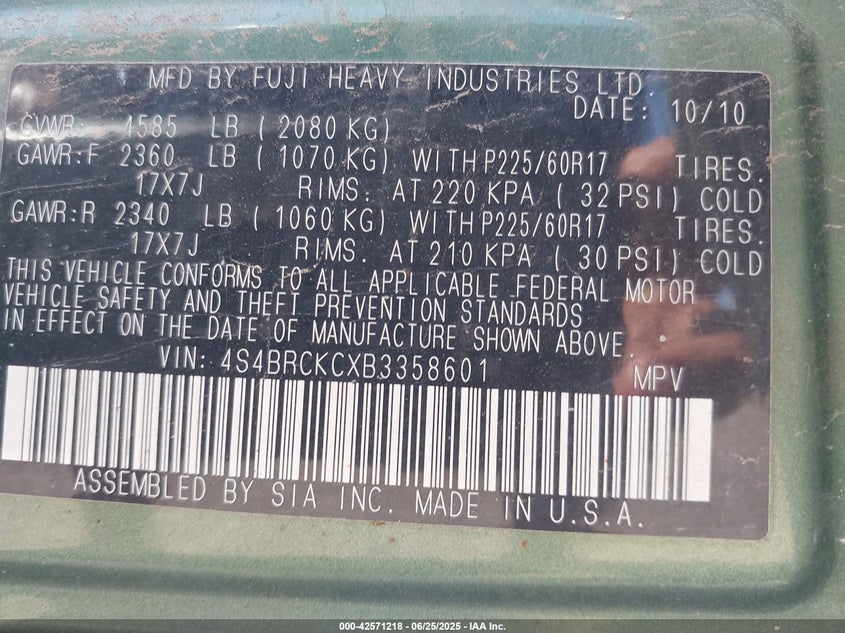 MFD BY FUJI HEAVY INDUSTRIES LTD.
DATE: 10/10
GVWR: 4585 LB ( 2080 KG)
GAWR:F 2360 LB ( 1070 KG) WITH P225/60R17 TIRES.
17X7J RIMS. AT 220 KPA ( 32 PSI) COLD
GAWR:R 2340 LB ( 1060 KG) WITH P225/60R17 TIRES.
17X7J RIMS. AT 210 KPA ( 30 PSI) COLD
THIS VEHICLE CONFORMS TO ALL APPLICABLE FEDERAL MOTOR
VEHICLE SAFETY AND THEFT PREVENTION STANDARDS
IN EFFECT ON THE DATE OF MANUFACTURE SHOWN ABOVE.
VIN: 4S4BRCKCXB3358601 MPV
ASSEMBLED BY SIA INC. MADE IN U.S.A.
000-42571218 - 06/25/2025 - IAA Inc.